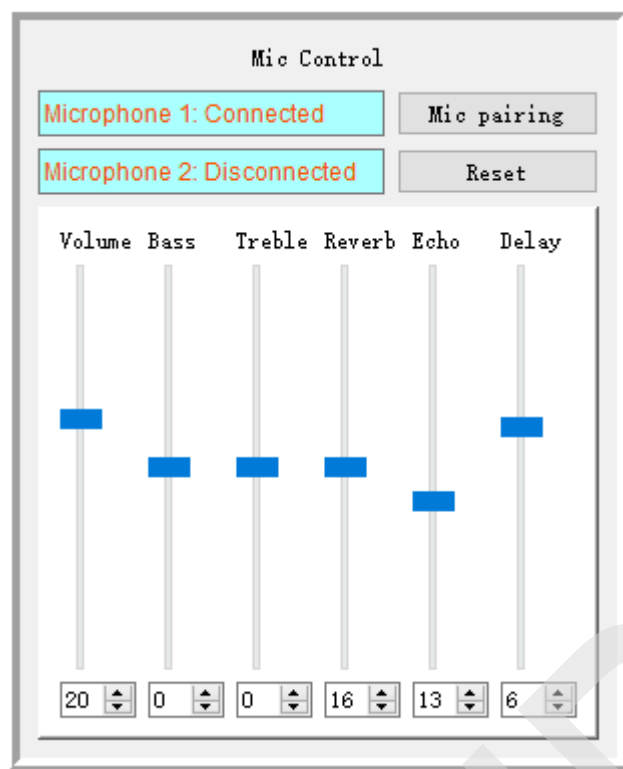 Mic Control
Microphone 1: Connected
Mic pairing
Microphone 2: Disconnected
Reset
Volume Bass Treble Reverb Echo Delay
20 0 0 16 13 6